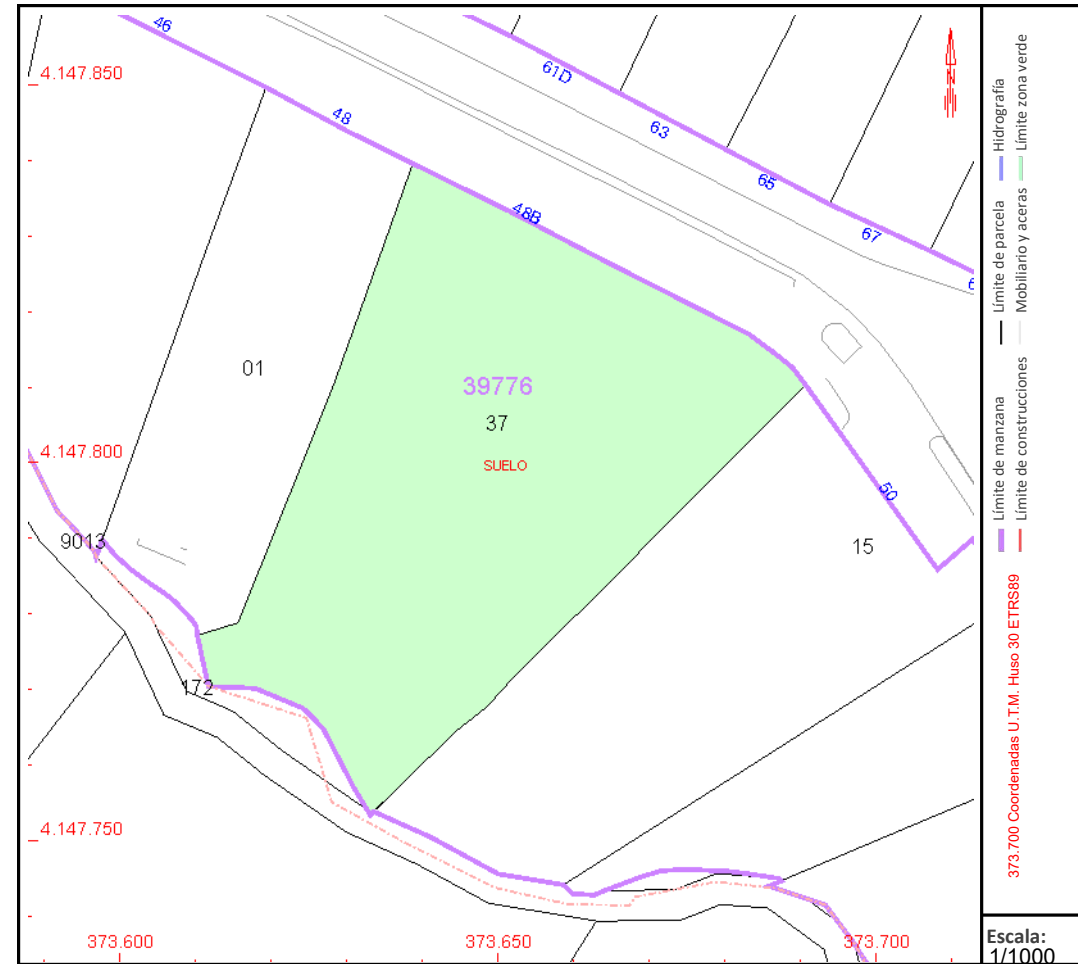 46
4.147.850
61D
48
63
65
48B
67
6
01
39776
37
SUELO
4.147.800
50
9013
15
172
4.147.750
373.600
373.650
373.700
N
Hidrografía
Límite zona verde
Límite de parcela
Mobiliario y aceras
Límite de manzana
Límite de construcciones
373.700 Coordenadas U.T.M. Huso 30 ETRS89
Escala:
1/1000